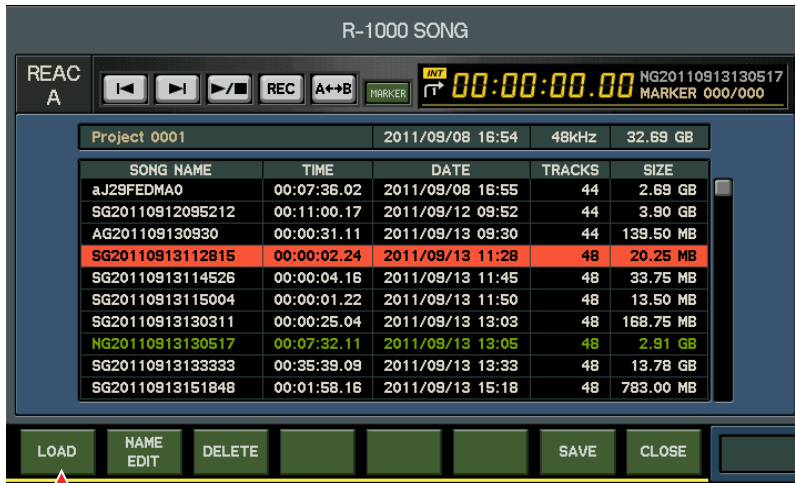 R-1000 SONG
REAC A
REC A↔B MARKER INT 00:00:00.00 NG20110913130517
MARKER 000/000
Project 0001 2011/09/08 16:54 48kHz 32.69 GB
SONG NAME TIME DATE TRACKS SIZE
aJ29FEDMA0 00:07:36.02 2011/09/08 16:55 44 2.69 GB
SG20110912095212 00:11:00.17 2011/09/12 09:52 44 3.90 GB
AG201109130930 00:00:31.11 2011/09/13 09:30 44 139.50 MB
SG20110913112815 00:00:02.24 2011/09/13 11:28 48 20.25 MB
SG20110913114526 00:00:04.16 2011/09/13 11:45 48 33.75 MB
SG20110913115004 00:00:01.22 2011/09/13 11:50 48 13.50 MB
SG20110913130311 00:00:25.04 2011/09/13 13:03 48 168.75 MB
NG20110913130517 00:07:32.11 2011/09/13 13:05 48 2.91 GB
SG20110913133333 00:35:39.09 2011/09/13 13:33 48 13.78 GB
SG20110913151848 00:01:58.16 2011/09/13 15:18 48 783.00 MB
LOAD NAME EDIT DELETE SAVE CLOSE